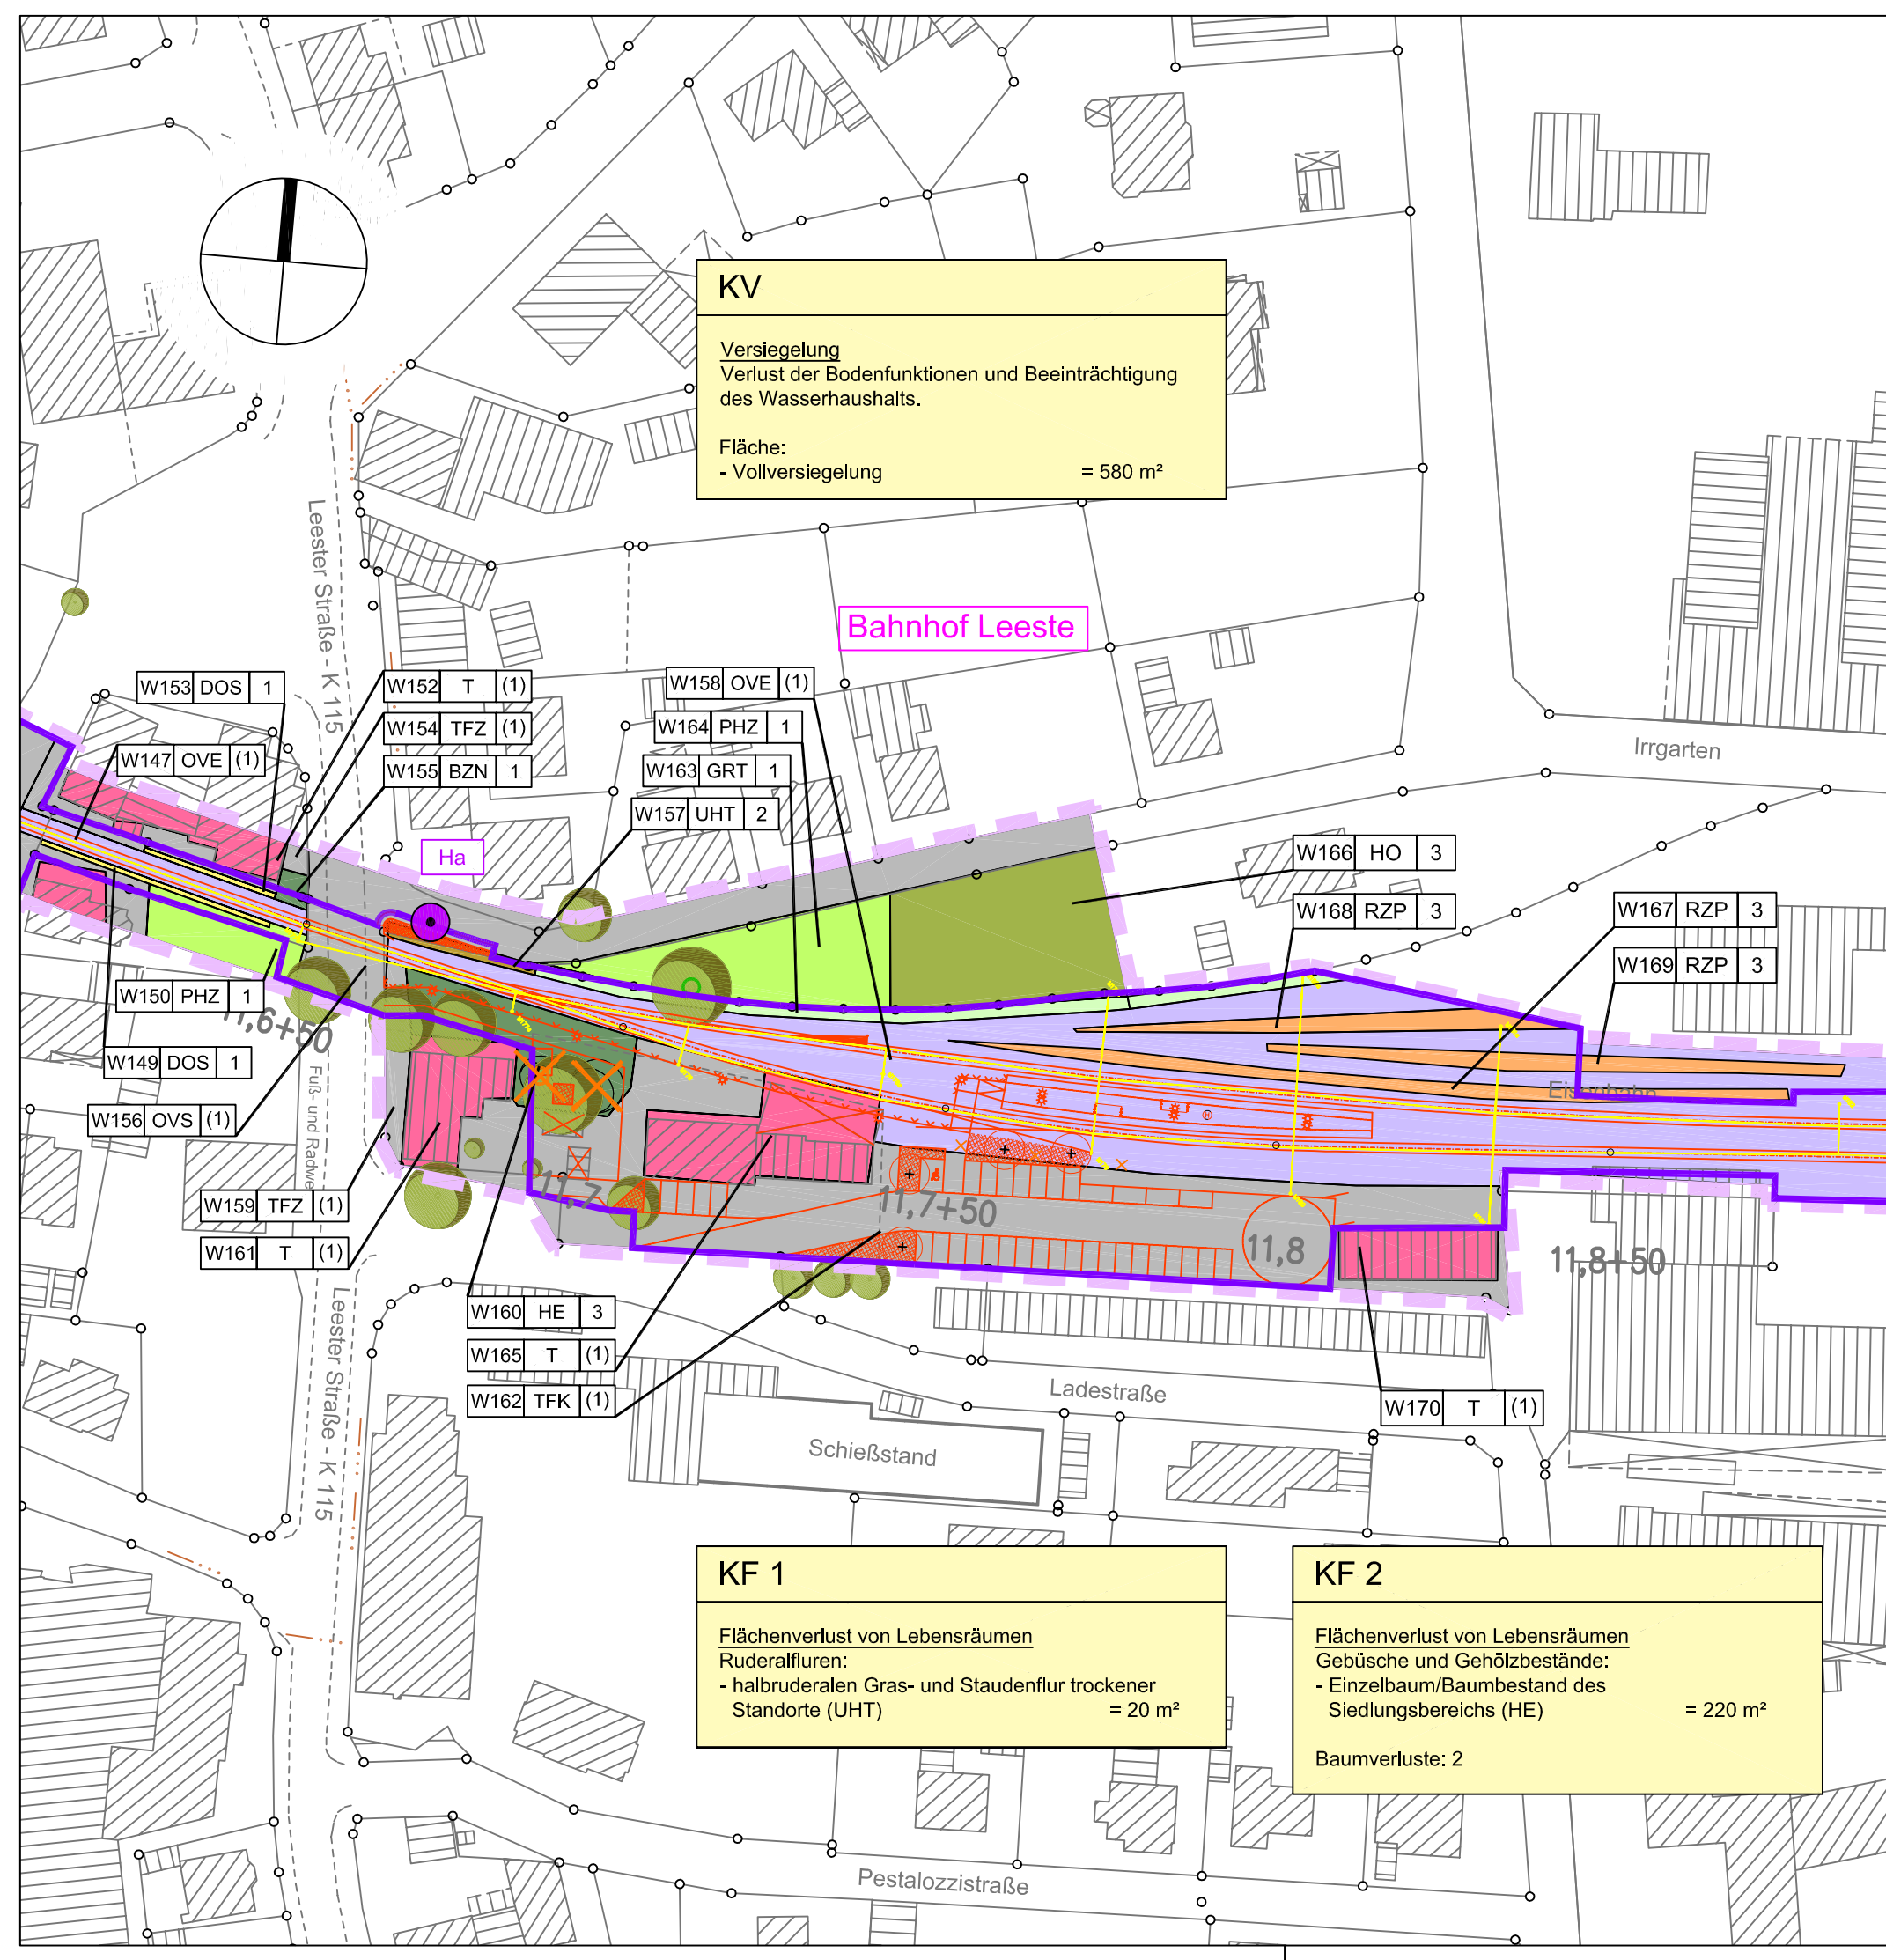 KV
Versiegelung
Verlust der Bodenfunktionen und Beeinträchtigung
des Wasserhaushalts.
Fläche:
- Vollversiegelung = 580 m²
Leester Straße - K 115
Bahnhof Leeste
W153 DOS 1
W152 T (1)
W158 OVE (1)
W154 TFZ (1)
W164 PHZ 1
W147 OVE (1)
W155 BZN 1
W163 GRT 1
W157 UHT 2
Irrgarten
Ha
W166 HO 3
W168 RZP 3
W167 RZP 3
W169 RZP 3
W150 PHZ 1
11,6+50
W149 DOS 1
Fuß- und Radwe
W156 OVS (1)
Eisenbahn
W159 TFZ (1)
11,7
11,7+50
W161 T (1)
11,8
11,8+50
W160 HE 3
W165 T (1)
W162 TFK (1)
Leester Straße - K 115
Ladestraße
W170 T (1)
Schießstand
KF 1
Flächenverlust von Lebensräumen
Ruderalfluren:
- halbruderalen Gras- und Staudenflur trockener
Standorte (UHT) = 20 m²
KF 2
Flächenverlust von Lebensräumen
Gebüsche und Gehölzbestände:
- Einzelbaum/Baumbestand des
Siedlungsbereichs (HE) = 220 m²
Baumverluste: 2
Pestalozzistraße